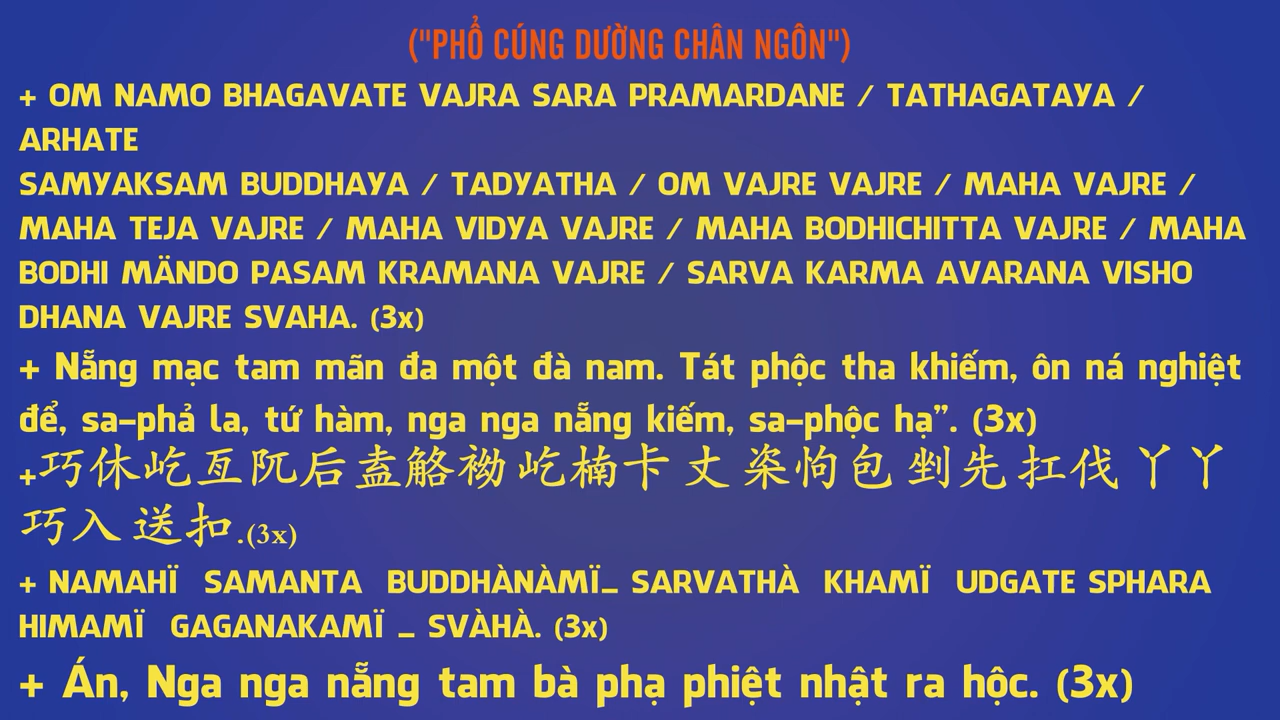 ("PHỔ CÚNG DƯỜNG CHÂN NGÔN")
+ OM NAMO BHAGAVATE VAJRA SARA PRAMARDANE / TATHAGATAYA /
ARHATE
SAMYAKSAM BUDDHAYA / TADYATHA / OM VAJRE VAJRE / MAHA VAJRE /
MAHA TEJA VAJRE / MAHA VIDYA VAJRE / MAHA BODHICHITTA VAJRE / MAHA
BODHI MÄNDO PASAM KRAMANA VAJRE / SARVA KARMA AVARANA VISHO
DHANA VAJRE SVAHA. (3x)
+ Nẵng mạc tam mãn đa một đà nam. Tát phộc tha khiếm, ôn ná nghiệt
để, sa-phả la, tứ hàm, nga nga nẵng kiếm, sa-phộc hạ”. (3x)
+巧休屹亙阢后盍觡袎 屹楠卡 丈 栥怐包 剉先 扛伐 丫丫
巧入 送扣.(3x)
+ NAMAHÏ SAMANTA BUDDHÀNÀMÏ_ SARVATHÀ KHAMÏ UDGATE SPHARA
HIMAMÏ GAGANAKAMÏ _ SVÀHÀ. (3x)
+ Án, Nga nga nẵng tam bà phạ phiệt nhật ra hộc. (3x)